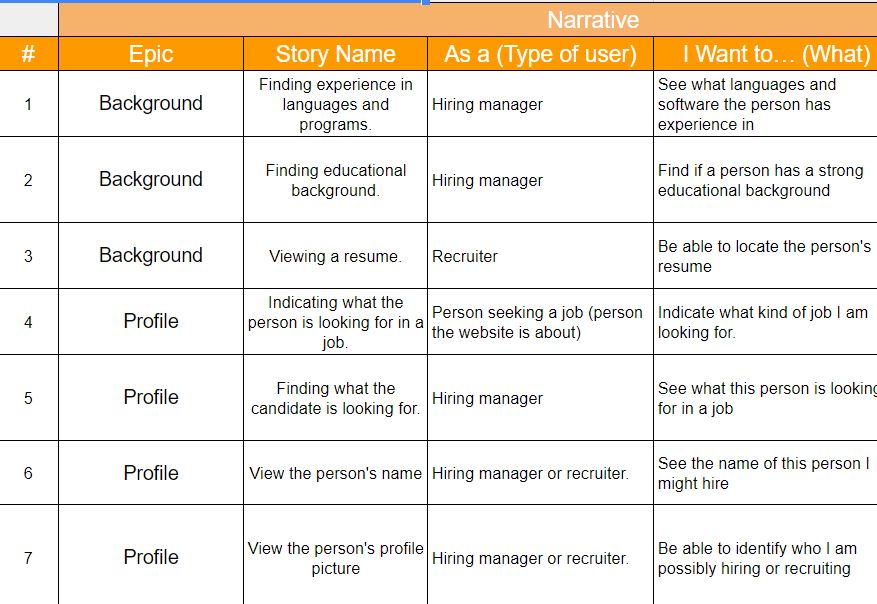 Narrative
# Epic Story Name As a (Type of user) I Want to… (What)
1 Background Finding experience in languages and programs. Hiring manager See what languages and software the person has experience in
2 Background Finding educational background. Hiring manager Find if a person has a strong educational background
3 Background Viewing a resume. Recruiter Be able to locate the person's resume
4 Profile Indicating what the person is looking for in a job. Person seeking a job (person the website is about) Indicate what kind of job I am looking for.
5 Profile Finding what the candidate is looking for. Hiring manager See what this person is looking for in a job
6 Profile View the person's name Hiring manager or recruiter. See the name of this person I might hire
7 Profile View the person's profile picture Hiring manager or recruiter. Be able to identify who I am possibly hiring or recruiting